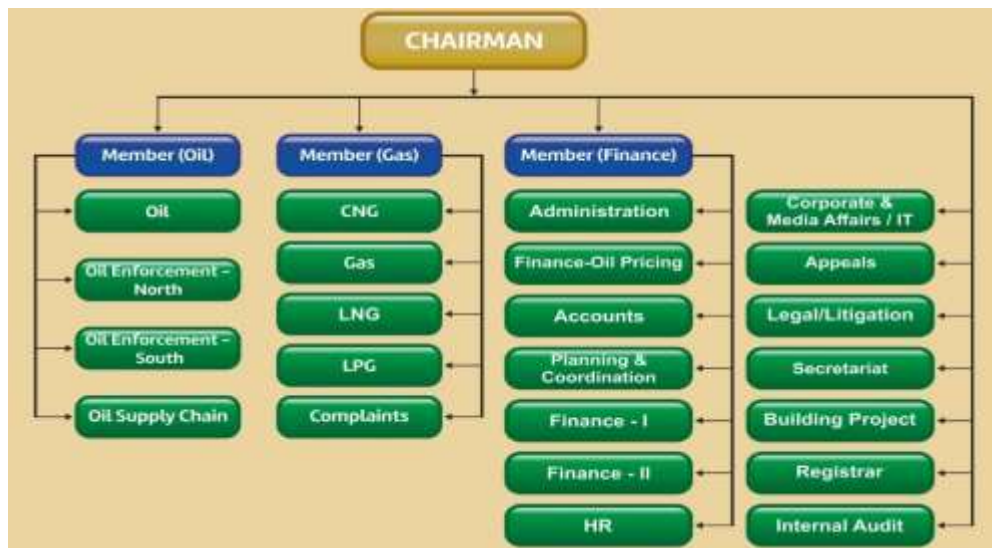 CHAIRMAN
Member (Oil)
Oil
Oil Enforcement –
North
Oil Enforcement –
South
Oil Supply Chain
Member (Gas)
CNG
Gas
LNG
LPG
Complaints
Member (Finance)
Administration
Finance-Oil Pricing
Accounts
Planning &
Coordination
Finance - I
Finance - II
HR
Corporate &
Media Affairs / IT
Appeals
Legal/Litigation
Secretariat
Building Project
Registrar
Internal Audit